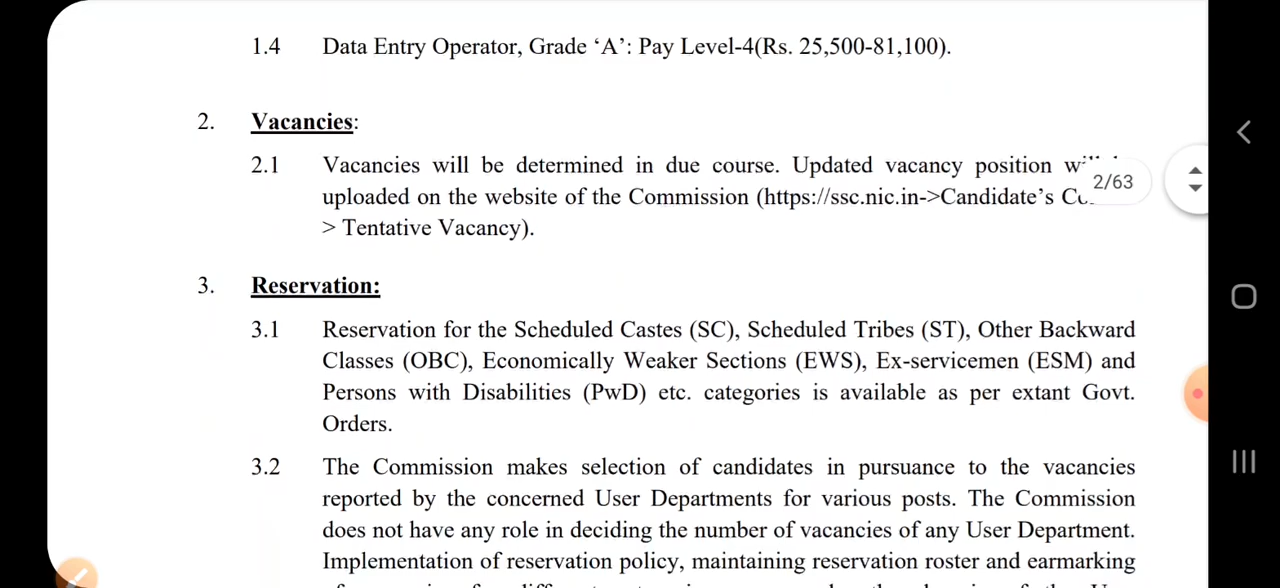 1.4 Data Entry Operator, Grade ‘A’: Pay Level-4(Rs. 25,500-81,100).
2. Vacancies:
2.1 Vacancies will be determined in due course. Updated vacancy position
2/63
uploaded on the website of the Commission (https://ssc.nic.in->Candidate’s
> Tentative Vacancy).
3. Reservation:
3.1 Reservation for the Scheduled Castes (SC), Scheduled Tribes (ST), Other Backward
Classes (OBC), Economically Weaker Sections (EWS), Ex-servicemen (ESM) and
Persons with Disabilities (PwD) etc. categories is available as per extant Govt.
Orders.
3.2 The Commission makes selection of candidates in pursuance to the vacancies
reported by the concerned User Departments for various posts. The Commission
does not have any role in deciding the number of vacancies of any User Department.
Implementation of reservation policy, maintaining reservation roster and earmarking